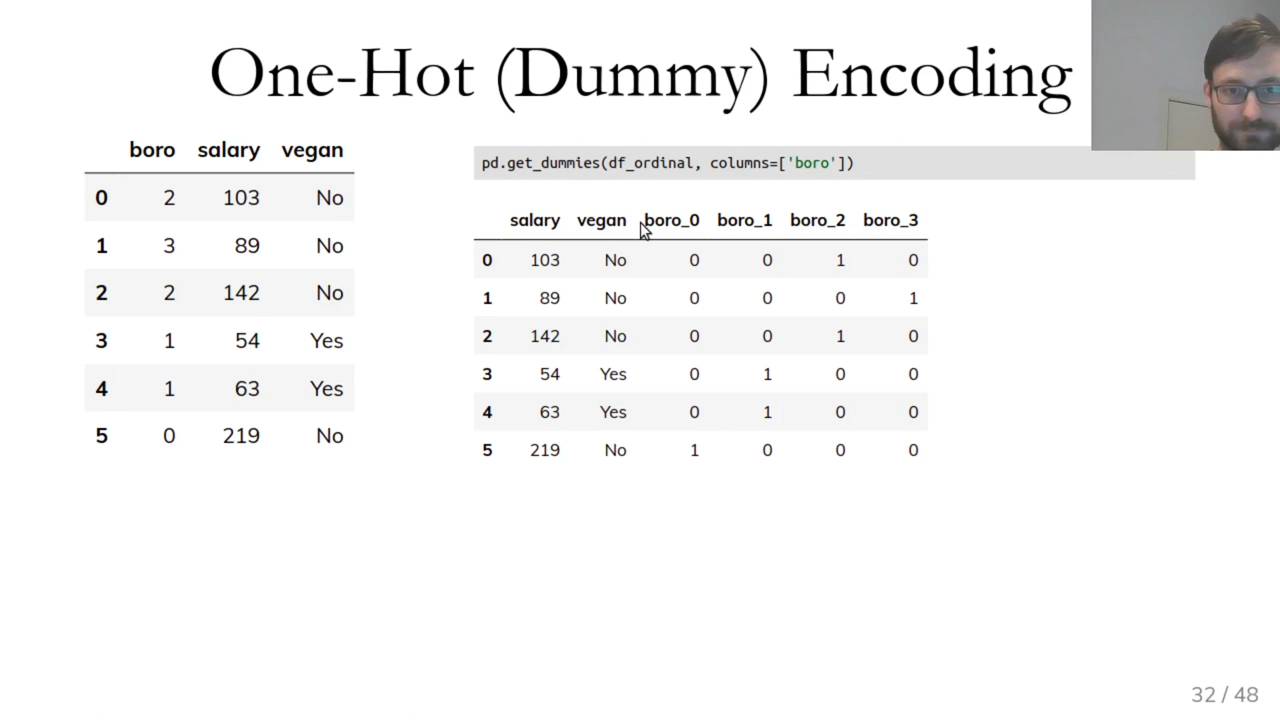 One-Hot (Dummy) Encoding
boro salary vegan
0 2 103 No
1 3 89 No
2 2 142 No
3 1 54 Yes
4 1 63 Yes
5 0 219 No
pd.get_dummies(df_ordinal, columns=['boro'])
salary vegan boro_0 boro_1 boro_2 boro_3
0 103 No 0 0 1 0
1 89 No 0 0 0 1
2 142 No 0 0 1 0
3 54 Yes 0 1 0 0
4 63 Yes 0 1 0 0
5 219 No 1 0 0 0
32 / 48